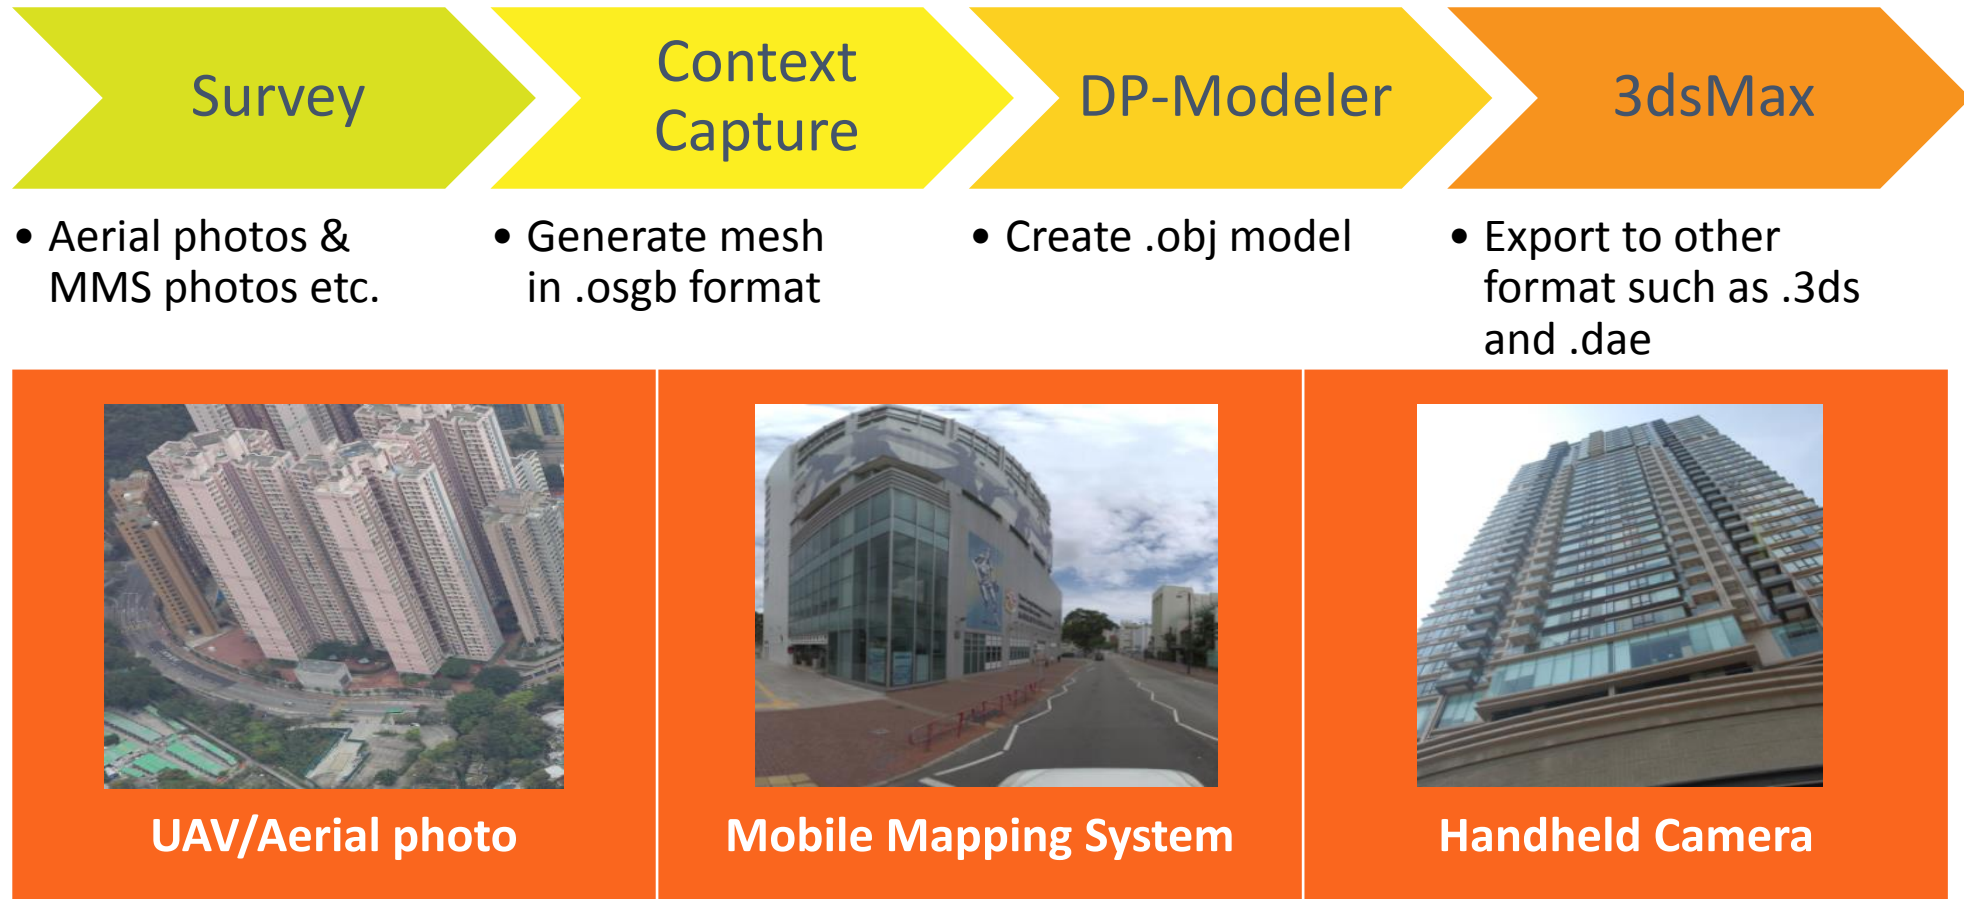 Survey
Context
Capture
DP-Modeler
3dsMax
• Aerial photos &
MMS photos etc.
• Generate mesh
in .osgb format
• Create .obj model
• Export to other
format such as .3ds
and .dae
UAV/Aerial photo
Mobile Mapping System
Handheld Camera